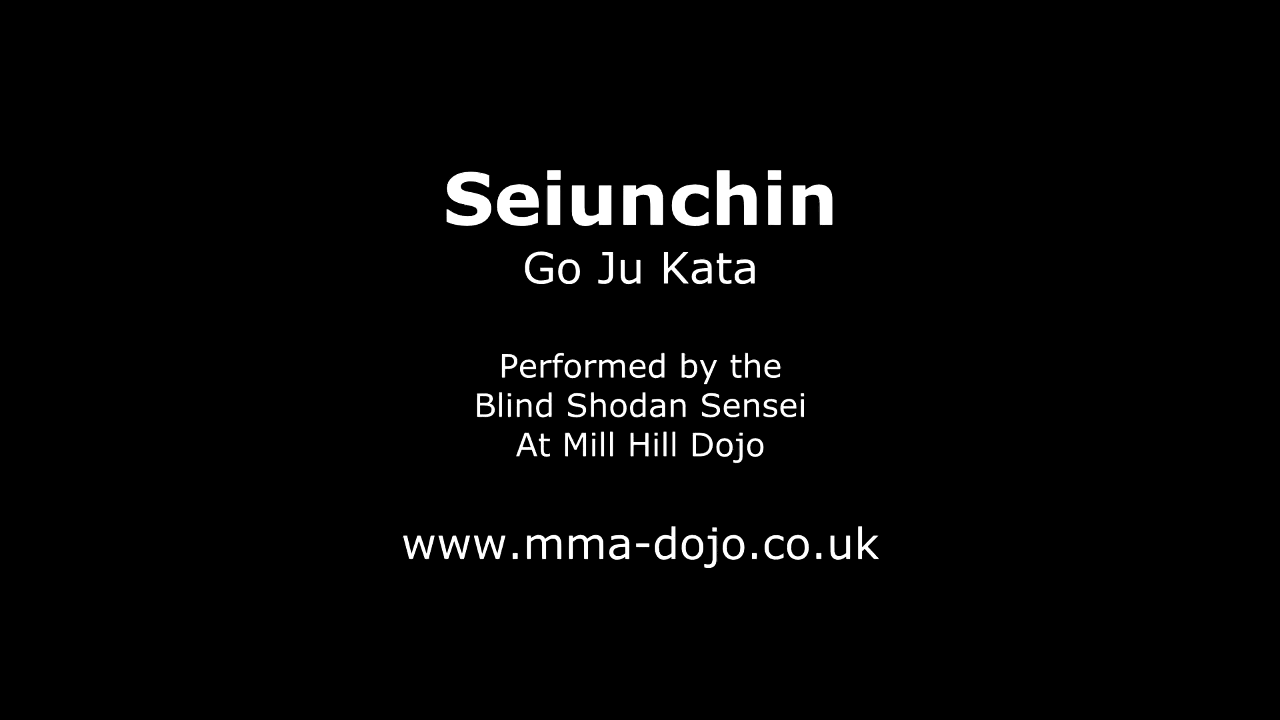 Seiunchin
Go Ju Kata
Performed by the
Blind Shodan Sensei
At Mill Hill Dojo
www.mma-dojo.co.uk